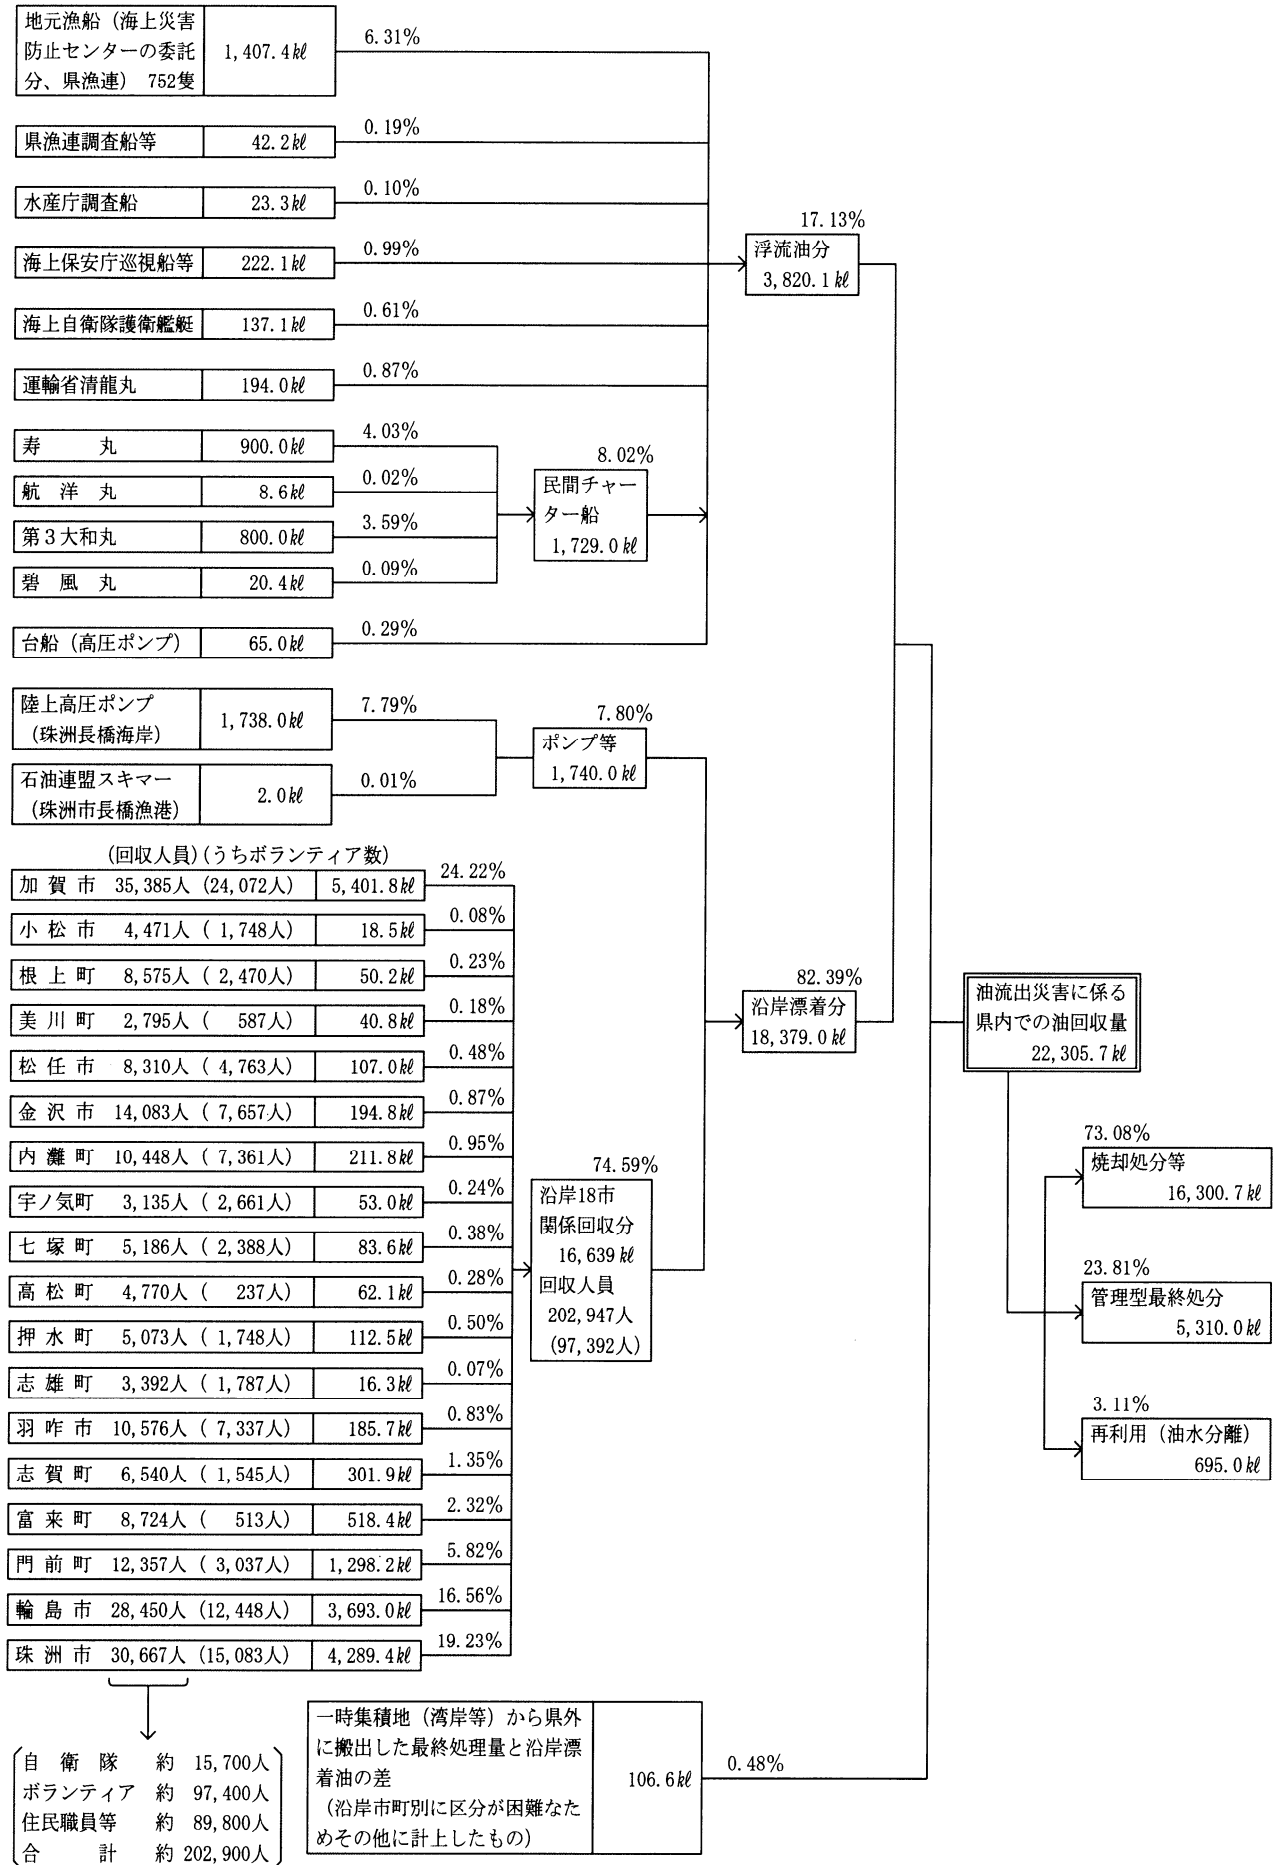 地元漁船（海上災害
防止センターの委託
分、県漁連）　752隻
1,407.4㎘
6.31%
県漁連調査船等
42.2㎘
0.19%
水産庁調査船
23.3㎘
0.10%
海上保安庁巡視船等
222.1㎘
0.99%
海上自衛隊護衛艦艇
137.1㎘
0.61%
運輸省清龍丸
194.0㎘
0.87%
寿　　　丸
900.0㎘
4.03%
航　洋　丸
8.6㎘
0.02%
第３大和丸
800.0㎘
3.59%
碧　風　丸
20.4㎘
0.09%
8.02%
民間チャー
ター船
1,729.0㎘
台船（高圧ポンプ）
65.0㎘
0.29%
17.13%
浮流油分
3,820.1㎘
陸上高圧ポンプ
（珠洲長橋海岸）
1,738.0㎘
7.79%
石油連盟スキマー
（珠洲市長橋漁港）
2.0㎘
0.01%
7.80%
ポンプ等
1,740.0㎘
(回収人員)(うちボランティア数)
加 賀 市　35,385人 (24,072人)　5,401.8㎘　24.22%
小 松 市　4,471人 ( 1,748人)　18.5㎘　0.08%
根 上 町　8,575人 ( 2,470人)　50.2㎘　0.23%
美 川 町　2,795人 (　587人)　40.8㎘　0.18%
松 任 市　8,310人 ( 4,763人)　107.0㎘　0.48%
金 沢 市　14,083人 ( 7,657人)　194.8㎘　0.87%
内 灘 町　10,448人 ( 7,361人)　211.8㎘　0.95%
宇ノ気町　3,135人 ( 2,661人)　53.0㎘　0.24%
七 塚 町　5,186人 ( 2,388人)　83.6㎘　0.38%
高 松 町　4,770人 (　237人)　62.1㎘　0.28%
押 水 町　5,073人 ( 1,748人)　112.5㎘　0.50%
志 雄 町　3,392人 ( 1,787人)　16.3㎘　0.07%
羽 咋 市　10,576人 ( 7,337人)　185.7㎘　0.83%
志 賀 町　6,540人 ( 1,545人)　301.9㎘　1.35%
富 来 町　8,724人 (　513人)　518.4㎘　2.32%
門 前 町　12,357人 ( 3,037人)　1,298.2㎘　5.82%
輪 島 市　28,450人 (12,448人)　3,693.0㎘　16.56%
珠 洲 市　30,667人 (15,083人)　4,289.4㎘　19.23%
74.59%
沿岸18市
関係回収分
16,639㎘
回収人員
202,947人
(97,392人)
82.39%
沿岸漂着分
18,379.0㎘
油流出災害に係る
県内での油回収量
22,305.7㎘
73.08%
焼却処分等
16,300.7㎘
23.81%
管理型最終処分
5,310.0㎘
3.11%
再利用（油水分離）
695.0㎘
自　衛　隊　約　15,700人
ボランティア　約　97,400人
住民職員等　約　89,800人
合　　　計　約 202,900人
一時集積地（湾岸等）から県外
に搬出した最終処理量と沿岸漂
着油の差
（沿岸市町別に区分が困難なた
めその他に計上したもの）
106.6㎘
0.48%